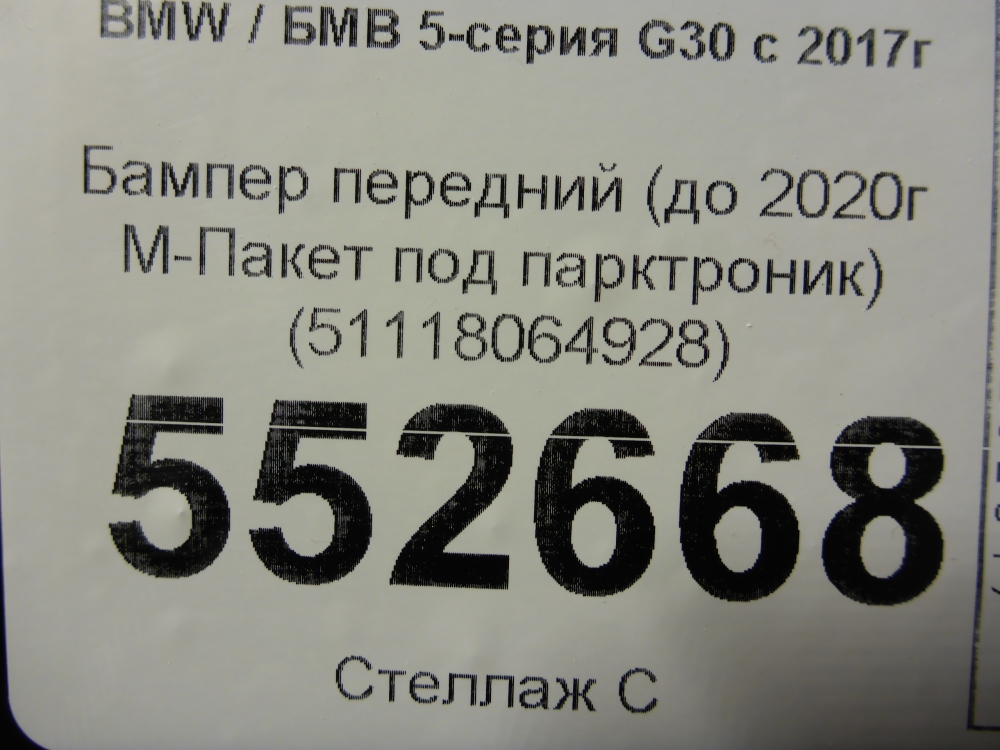 BMW / БМВ 5-серия G30 с 2017г
Бампер передний (до 2020г
М-Пакет под парктроник)
(51118064928)
552668
Стеллаж С